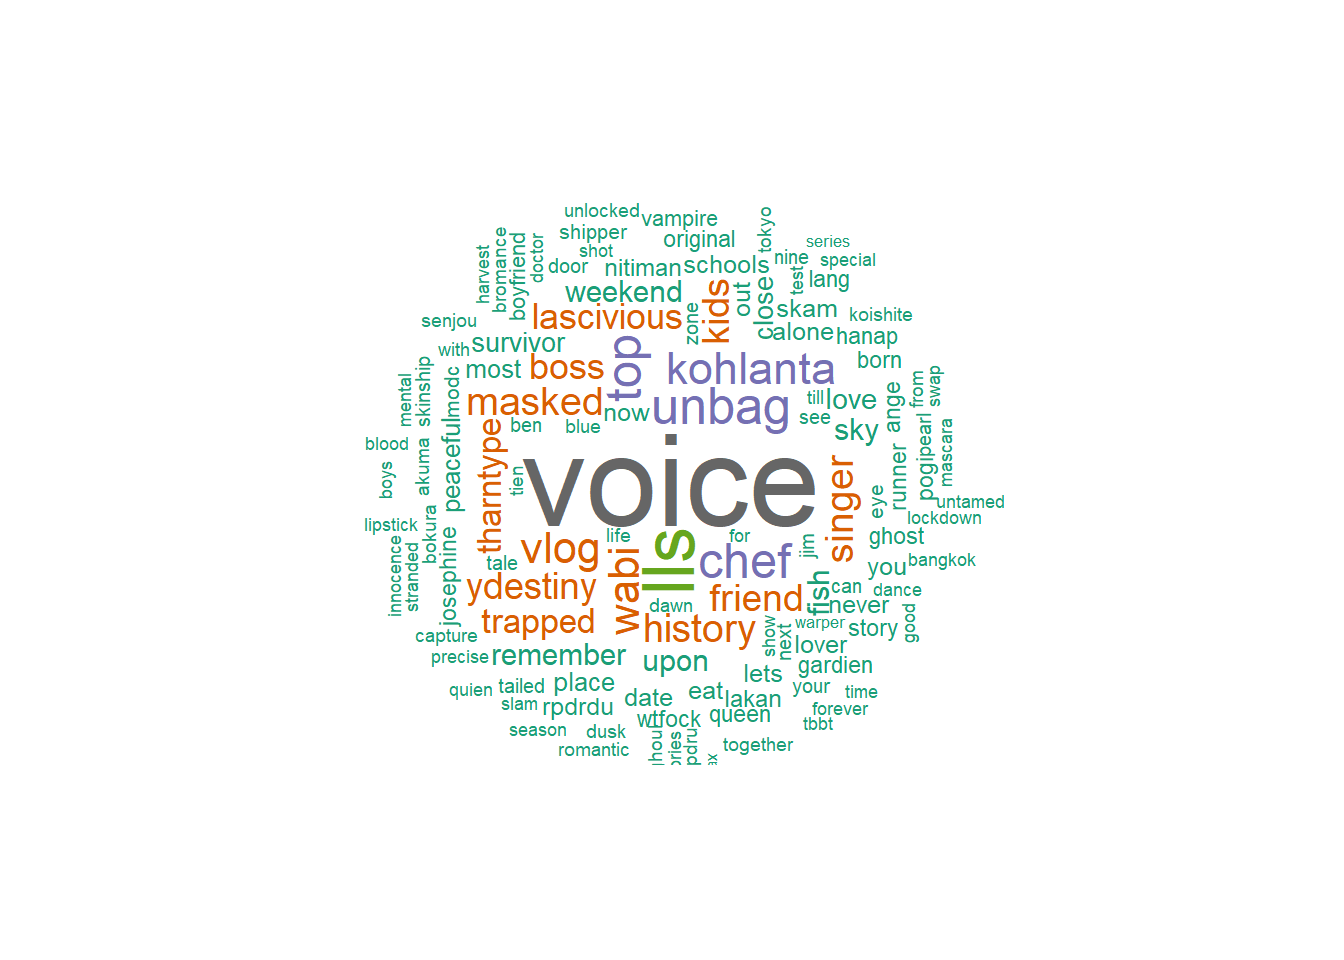 unlocked
vampire
tokyo
shipper
original
series
shot
doctor
bromance
harvest
boyfriend
door
nitiman
schools
nine
special
test
lang
weekend
kids
out
close
skam
koishite
lascivious
zone
alone
hanap
senjou
survivor
with
top
boss
kohlanta
born
most
modc
mental
skinship
masked
now
unbag
till
love
see
ange
from
swap
ben
blue
sky
blood
boys
akuma
peaceful
tharntype
tien
voice
singer
eye
runner
pogipearl
mascara
untamed
lipstick
lockdown
innocence
stranded
bokura
josephine
vlog
life
wabi
lls
for
chef
jim
ghost
tale
you
bangkok
ydestiny
dawn
friend
fish
can
dance
never
good
capture
trapped
history
show
next
warper
story
precise
remember
upon
lover
gardien
quien
tailed
place
lets
your
time
slam
rpdrdu
date
eat
lakan
forever
season
dusk
wtfock
queen
tbbt
romantic
ghoul
together